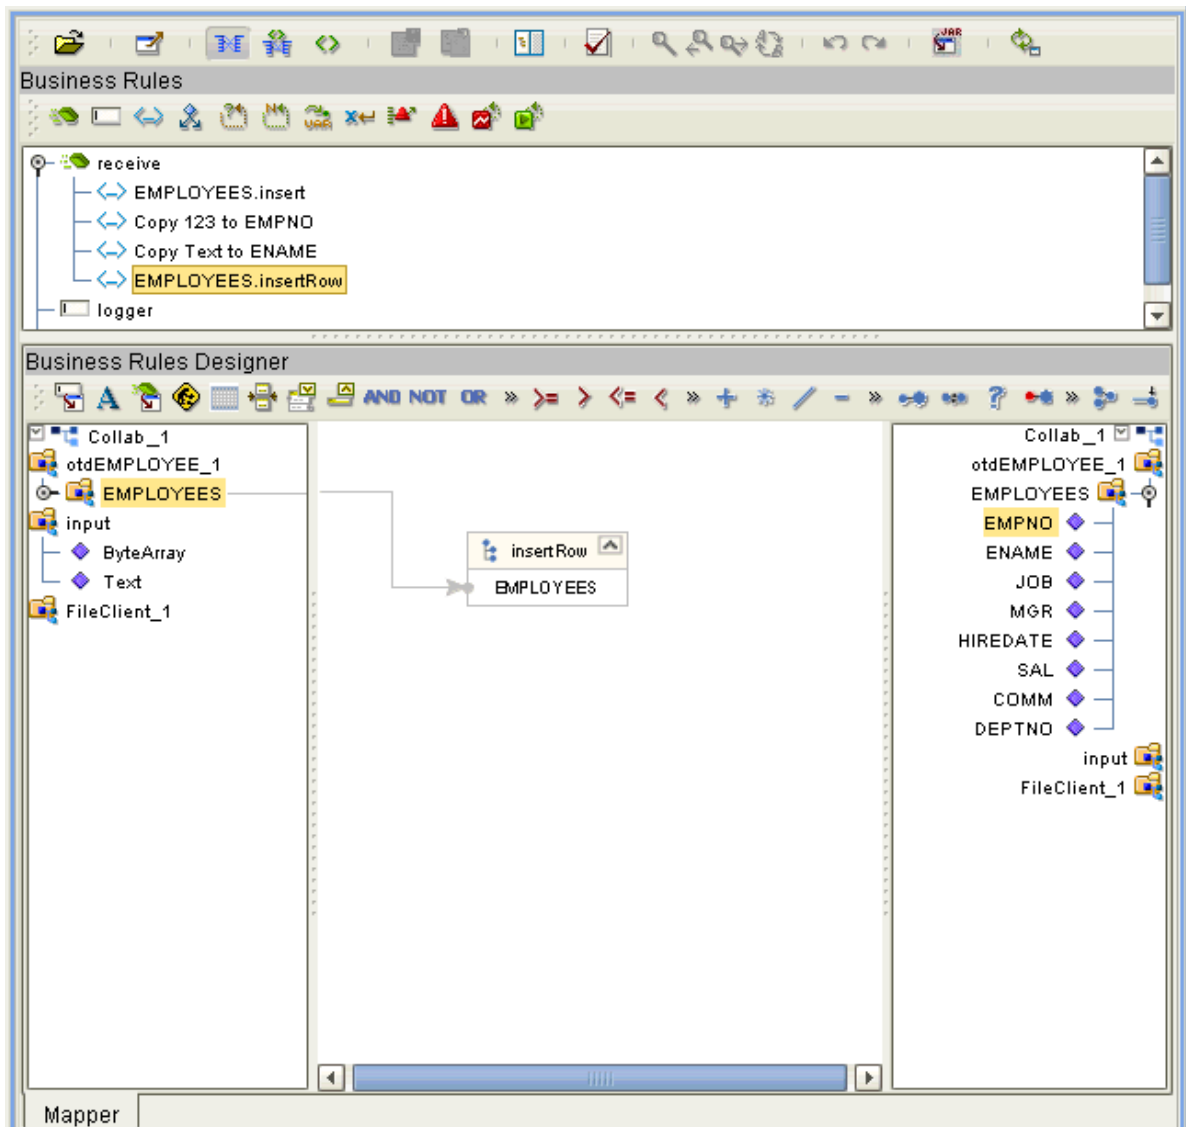 JAR
Business Rules
VAR
receive
EMPLOYEES.insert
Copy 123 to EMPNO
Copy Text to ENAME
EMPLOYEES.insertRow
logger
Business Rules Designer
A AND NOT OR » >= > <= < » + * / - » ? »
Collab_1
otdEMPLOYEE_1
EMPLOYEES
input
ByteArray
Text
FileClient_1
insertRow
EMPLOYEES
Collab_1
otdEMPLOYEE_1
EMPLOYEES
EMPNO
ENAME
JOB
MGR
HIREDATE
SAL
COMM
DEPTNO
input
FileClient_1
Mapper